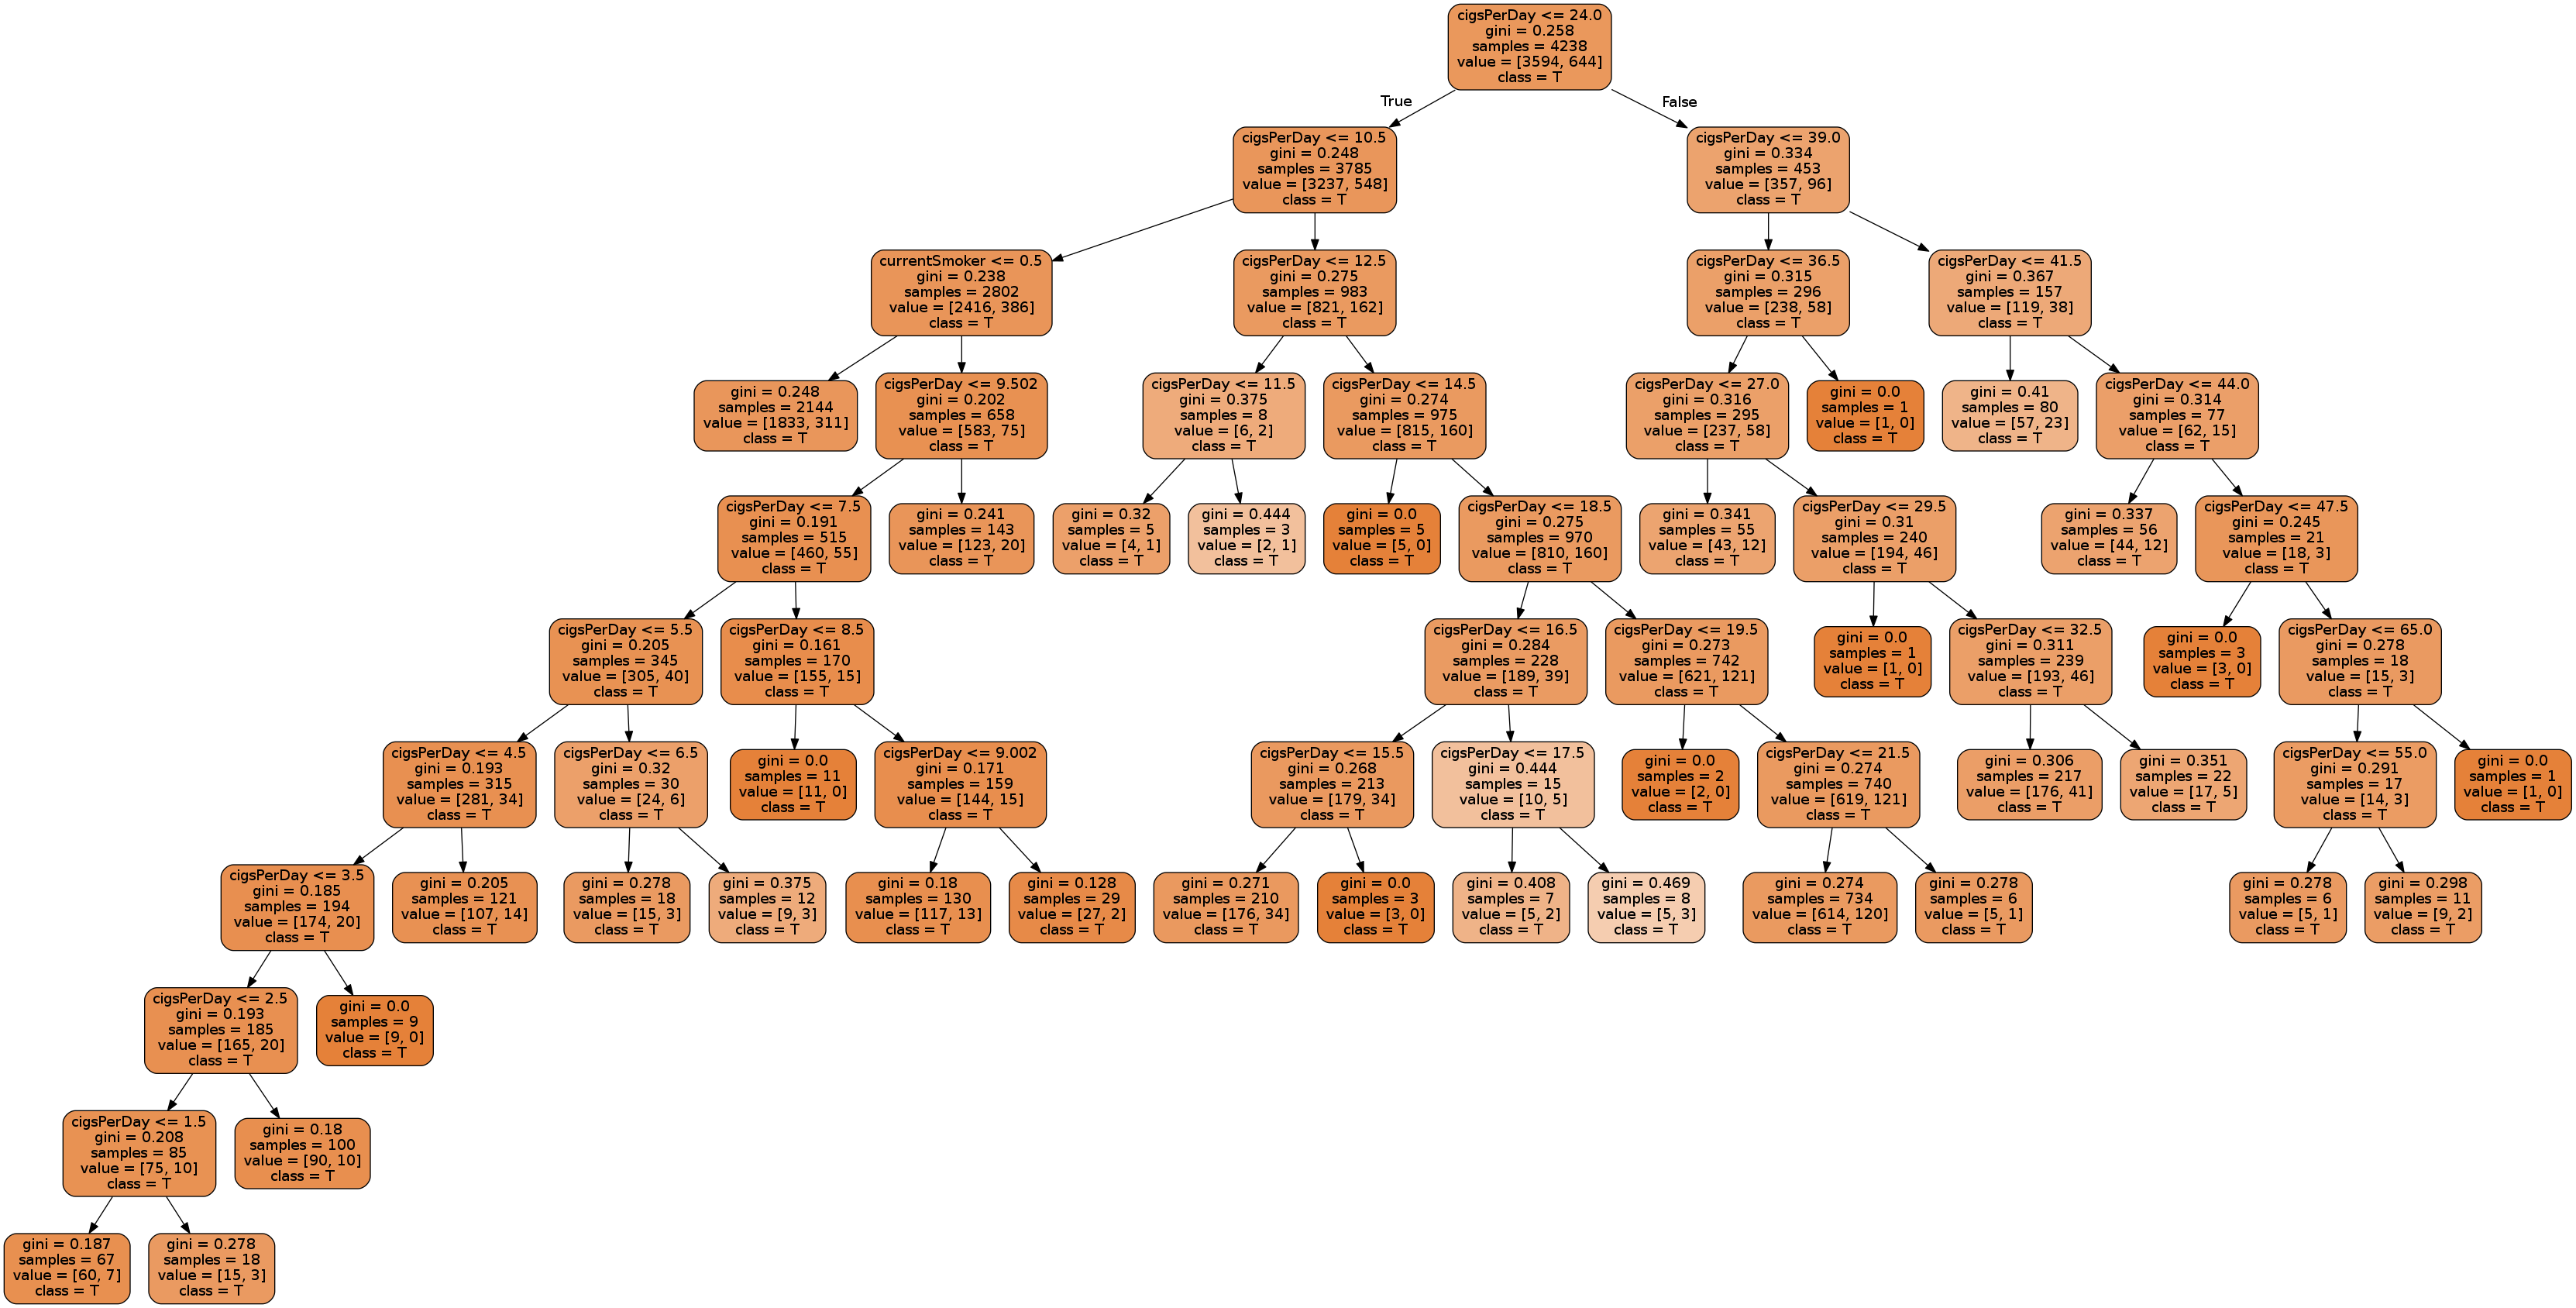 cigsPerDay <= 24.0
gini = 0.258
samples = 4238
value = [3594, 644]
class = T
True
False
cigsPerDay <= 10.5
gini = 0.248
samples = 3785
value = [3237, 548]
class = T
cigsPerDay <= 39.0
gini = 0.334
samples = 453
value = [357, 96]
class = T
currentSmoker <= 0.5
gini = 0.238
samples = 2802
value = [2416, 386]
class = T
cigsPerDay <= 12.5
gini = 0.275
samples = 983
value = [821, 162]
class = T
cigsPerDay <= 36.5
gini = 0.315
samples = 296
value = [238, 58]
class = T
cigsPerDay <= 41.5
gini = 0.367
samples = 157
value = [119, 38]
class = T
gini = 0.248
samples = 2144
value = [1833, 311]
class = T
cigsPerDay <= 9.502
gini = 0.202
samples = 658
value = [583, 75]
class = T
cigsPerDay <= 11.5
gini = 0.375
samples = 8
value = [6, 2]
class = T
cigsPerDay <= 14.5
gini = 0.274
samples = 975
value = [815, 160]
class = T
cigsPerDay <= 27.0
gini = 0.316
samples = 295
value = [237, 58]
class = T
gini = 0.0
samples = 1
value = [1, 0]
class = T
gini = 0.41
samples = 80
value = [57, 23]
class = T
cigsPerDay <= 44.0
gini = 0.314
samples = 77
value = [62, 15]
class = T
cigsPerDay <= 7.5
gini = 0.191
samples = 515
value = [460, 55]
class = T
gini = 0.241
samples = 143
value = [123, 20]
class = T
gini = 0.32
samples = 5
value = [4, 1]
class = T
gini = 0.444
samples = 3
value = [2, 1]
class = T
gini = 0.0
samples = 5
value = [5, 0]
class = T
cigsPerDay <= 18.5
gini = 0.275
samples = 970
value = [810, 160]
class = T
gini = 0.341
samples = 55
value = [43, 12]
class = T
cigsPerDay <= 29.5
gini = 0.31
samples = 240
value = [194, 46]
class = T
gini = 0.337
samples = 56
value = [44, 12]
class = T
cigsPerDay <= 47.5
gini = 0.245
samples = 21
value = [18, 3]
class = T
cigsPerDay <= 5.5
gini = 0.205
samples = 345
value = [305, 40]
class = T
cigsPerDay <= 8.5
gini = 0.161
samples = 170
value = [155, 15]
class = T
cigsPerDay <= 16.5
gini = 0.284
samples = 228
value = [189, 39]
class = T
cigsPerDay <= 19.5
gini = 0.273
samples = 742
value = [621, 121]
class = T
gini = 0.0
samples = 1
value = [1, 0]
class = T
cigsPerDay <= 32.5
gini = 0.311
samples = 239
value = [193, 46]
class = T
gini = 0.0
samples = 3
value = [3, 0]
class = T
cigsPerDay <= 65.0
gini = 0.278
samples = 18
value = [15, 3]
class = T
cigsPerDay <= 4.5
gini = 0.193
samples = 315
value = [281, 34]
class = T
cigsPerDay <= 6.5
gini = 0.32
samples = 30
value = [24, 6]
class = T
gini = 0.0
samples = 11
value = [11, 0]
class = T
cigsPerDay <= 9.002
gini = 0.171
samples = 159
value = [144, 15]
class = T
cigsPerDay <= 15.5
gini = 0.268
samples = 213
value = [179, 34]
class = T
cigsPerDay <= 17.5
gini = 0.444
samples = 15
value = [10, 5]
class = T
gini = 0.0
samples = 2
value = [2, 0]
class = T
cigsPerDay <= 21.5
gini = 0.274
samples = 740
value = [619, 121]
class = T
gini = 0.306
samples = 217
value = [176, 41]
class = T
gini = 0.351
samples = 22
value = [17, 5]
class = T
cigsPerDay <= 55.0
gini = 0.291
samples = 17
value = [14, 3]
class = T
gini = 0.0
samples = 1
value = [1, 0]
class = T
cigsPerDay <= 3.5
gini = 0.185
samples = 194
value = [174, 20]
class = T
gini = 0.205
samples = 121
value = [107, 14]
class = T
gini = 0.278
samples = 18
value = [15, 3]
class = T
gini = 0.375
samples = 12
value = [9, 3]
class = T
gini = 0.18
samples = 130
value = [117, 13]
class = T
gini = 0.128
samples = 29
value = [27, 2]
class = T
gini = 0.271
samples = 210
value = [176, 34]
class = T
gini = 0.0
samples = 3
value = [3, 0]
class = T
gini = 0.408
samples = 7
value = [5, 2]
class = T
gini = 0.469
samples = 8
value = [5, 3]
class = T
gini = 0.274
samples = 734
value = [614, 120]
class = T
gini = 0.278
samples = 6
value = [5, 1]
class = T
gini = 0.278
samples = 6
value = [5, 1]
class = T
gini = 0.298
samples = 11
value = [9, 2]
class = T
cigsPerDay <= 2.5
gini = 0.193
samples = 185
value = [165, 20]
class = T
gini = 0.0
samples = 9
value = [9, 0]
class = T
cigsPerDay <= 1.5
gini = 0.208
samples = 85
value = [75, 10]
class = T
gini = 0.18
samples = 100
value = [90, 10]
class = T
gini = 0.187
samples = 67
value = [60, 7]
class = T
gini = 0.278
samples = 18
value = [15, 3]
class = T